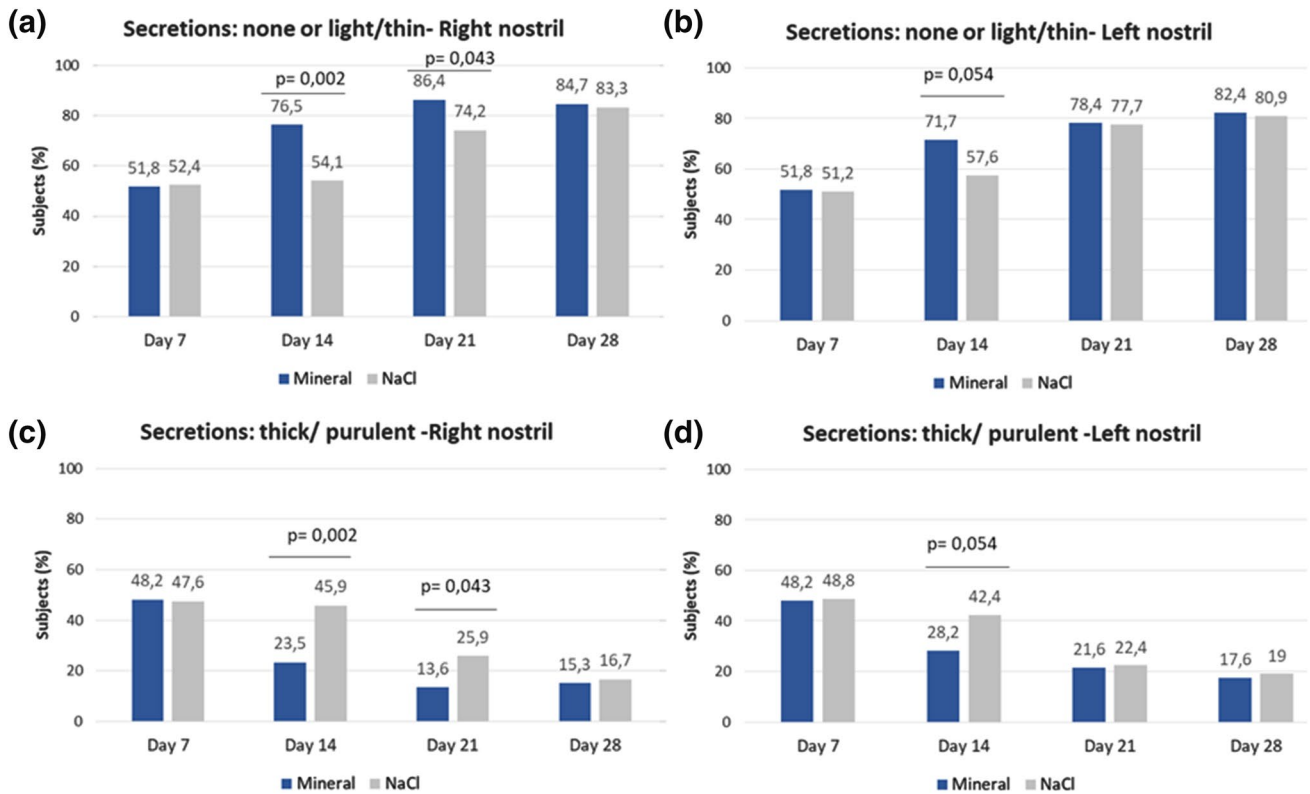 (a)
Secretions: none or light/thin- Right nostril
p= 0,002
p= 0,043
100
80
60
40
20
0
Subjects (%)
51,8 52,4
76,5
54,1
86,4
74,2
84,7 83,3
Day 7 Day 14 Day 21 Day 28
Mineral NaCl
(b)
Secretions: none or light/thin- Left nostril
p= 0,054
100
80
60
40
20
0
Subjects (%)
51,8 51,2
71,7
57,6
78,4 77,7
82,4 80,9
Day 7 Day 14 Day 21 Day 28
Mineral NaCl
(c)
Secretions: thick/ purulent -Right nostril
100
80
60
40
20
0
Subjects (%)
p= 0,002
p= 0,043
48,2 47,6
23,5
45,9
13,6
25,9
15,3 16,7
Day 7 Day 14 Day 21 Day 28
Mineral NaCl
(d)
Secretions: thick/ purulent -Left nostril
100
80
60
40
20
0
Subjects (%)
p= 0,054
48,2 48,8
28,2
42,4
21,6 22,4
17,6 19
Day 7 Day 14 Day 21 Day 28
Mineral NaCl